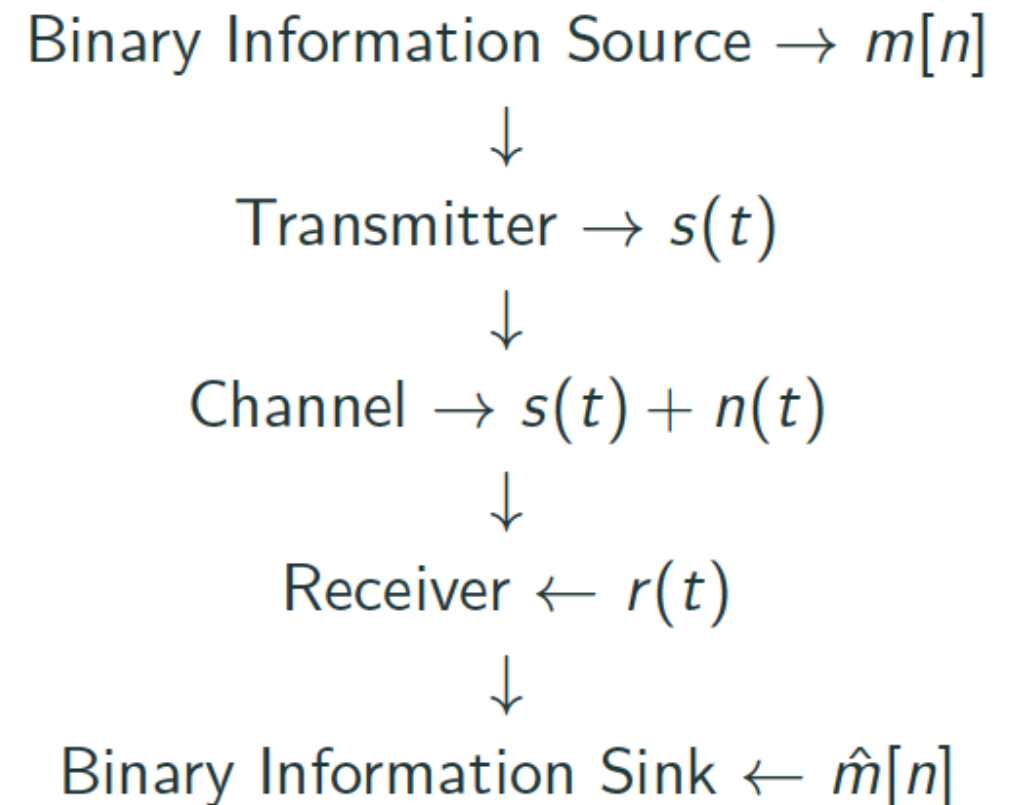 Binary Information Source → m[n]
↓
Transmitter → s(t)
↓
Channel → s(t) + n(t)
↓
Receiver ← r(t)
↓
Binary Information Sink ← m̂[n]